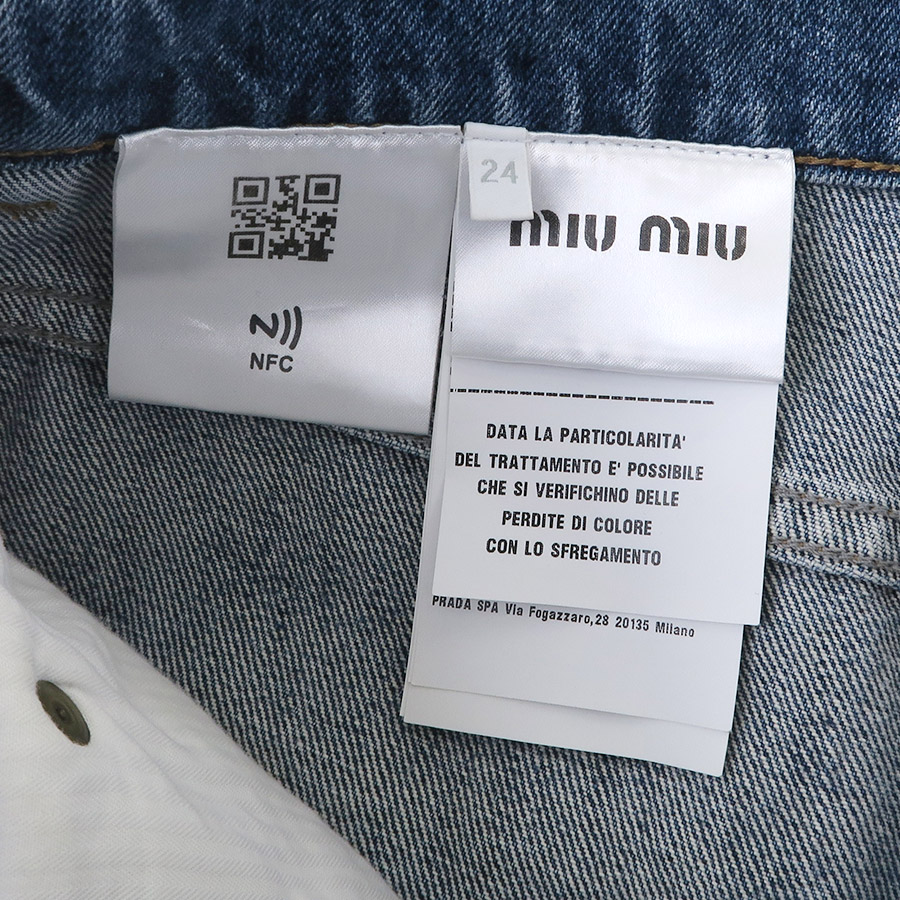 NFC
24
miu miu
DATA LA PARTICOLARITA'
DEL TRATTAMENTO E' POSSIBILE
CHE SI VERIFICHINO DELLE
PERDITE DI COLORE
CON LO SFREGAMENTO
PRADA SPA Via Fogazzaro,28 20135 Milano